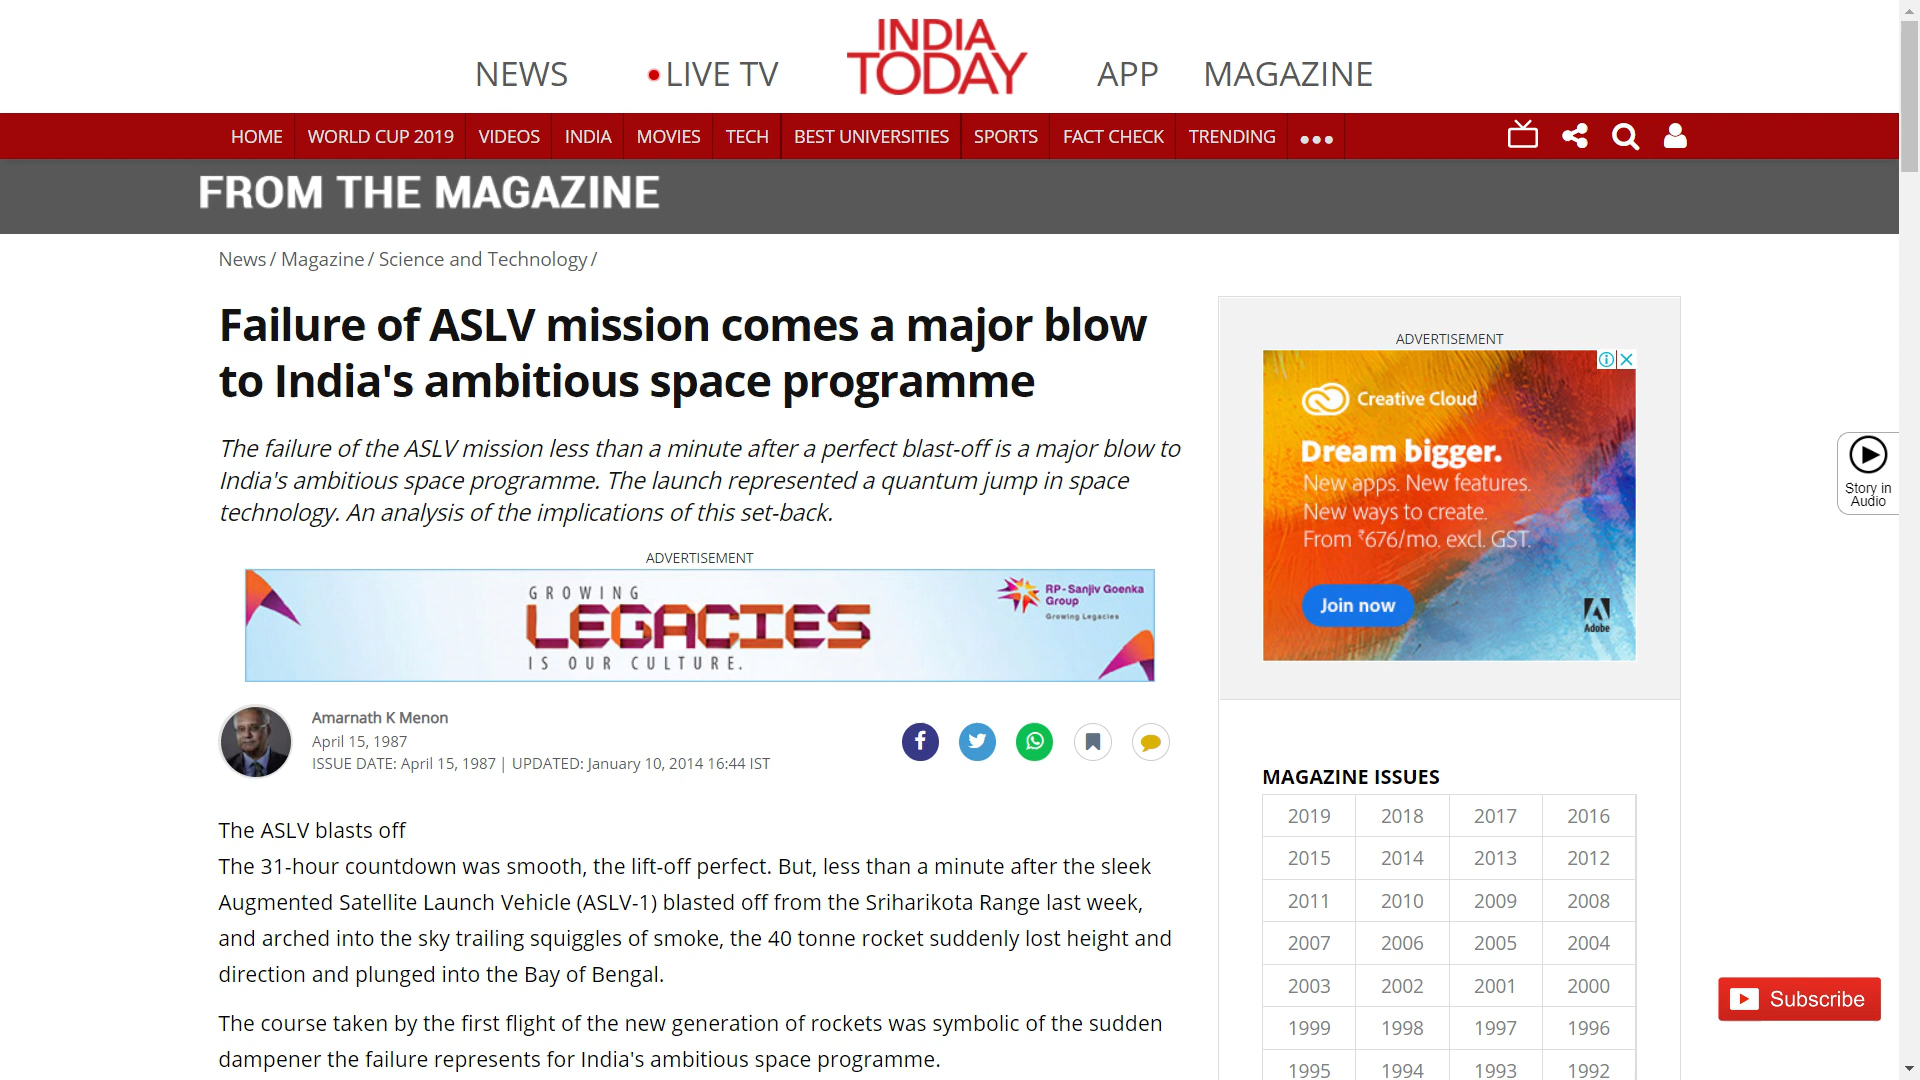 NEWS
LIVE TV
INDIA
TODAY
APP
MAGAZINE
HOME
WORLD CUP 2019
VIDEOS
INDIA
MOVIES
TECH
BEST UNIVERSITIES
SPORTS
FACT CHECK
TRENDING
FROM THE MAGAZINE
News / Magazine / Science and Technology /
Failure of ASLV mission comes a major blow
to India's ambitious space programme
The failure of the ASLV mission less than a minute after a perfect blast-off is a major blow to
India's ambitious space programme. The launch represented a quantum jump in space
technology. An analysis of the implications of this set-back.
ADVERTISEMENT
GROWING
LEGACIES
IS OUR CULTURE.
RP-Sanjiv Goenka
Group
Growing Legacies
Amarnath K Menon
April 15, 1987
ISSUE DATE: April 15, 1987 | UPDATED: January 10, 2014 16:44 IST
The ASLV blasts off
The 31-hour countdown was smooth, the lift-off perfect. But, less than a minute after the sleek
Augmented Satellite Launch Vehicle (ASLV-1) blasted off from the Sriharikota Range last week,
and arched into the sky trailing squiggles of smoke, the 40 tonne rocket suddenly lost height and
direction and plunged into the Bay of Bengal.
The course taken by the first flight of the new generation of rockets was symbolic of the sudden
dampener the failure represents for India's ambitious space programme.
ADVERTISEMENT
Creative Cloud
Dream bigger.
New apps. New features.
New ways to create.
From ₹676/mo. excl. GST.
Join now
Adobe
MAGAZINE ISSUES
2019 2018 2017 2016
2015 2014 2013 2012
2011 2010 2009 2008
2007 2006 2005 2004
2003 2002 2001 2000
1999 1998 1997 1996
1995 1994 1993 1992
Story in
Audio
Subscribe